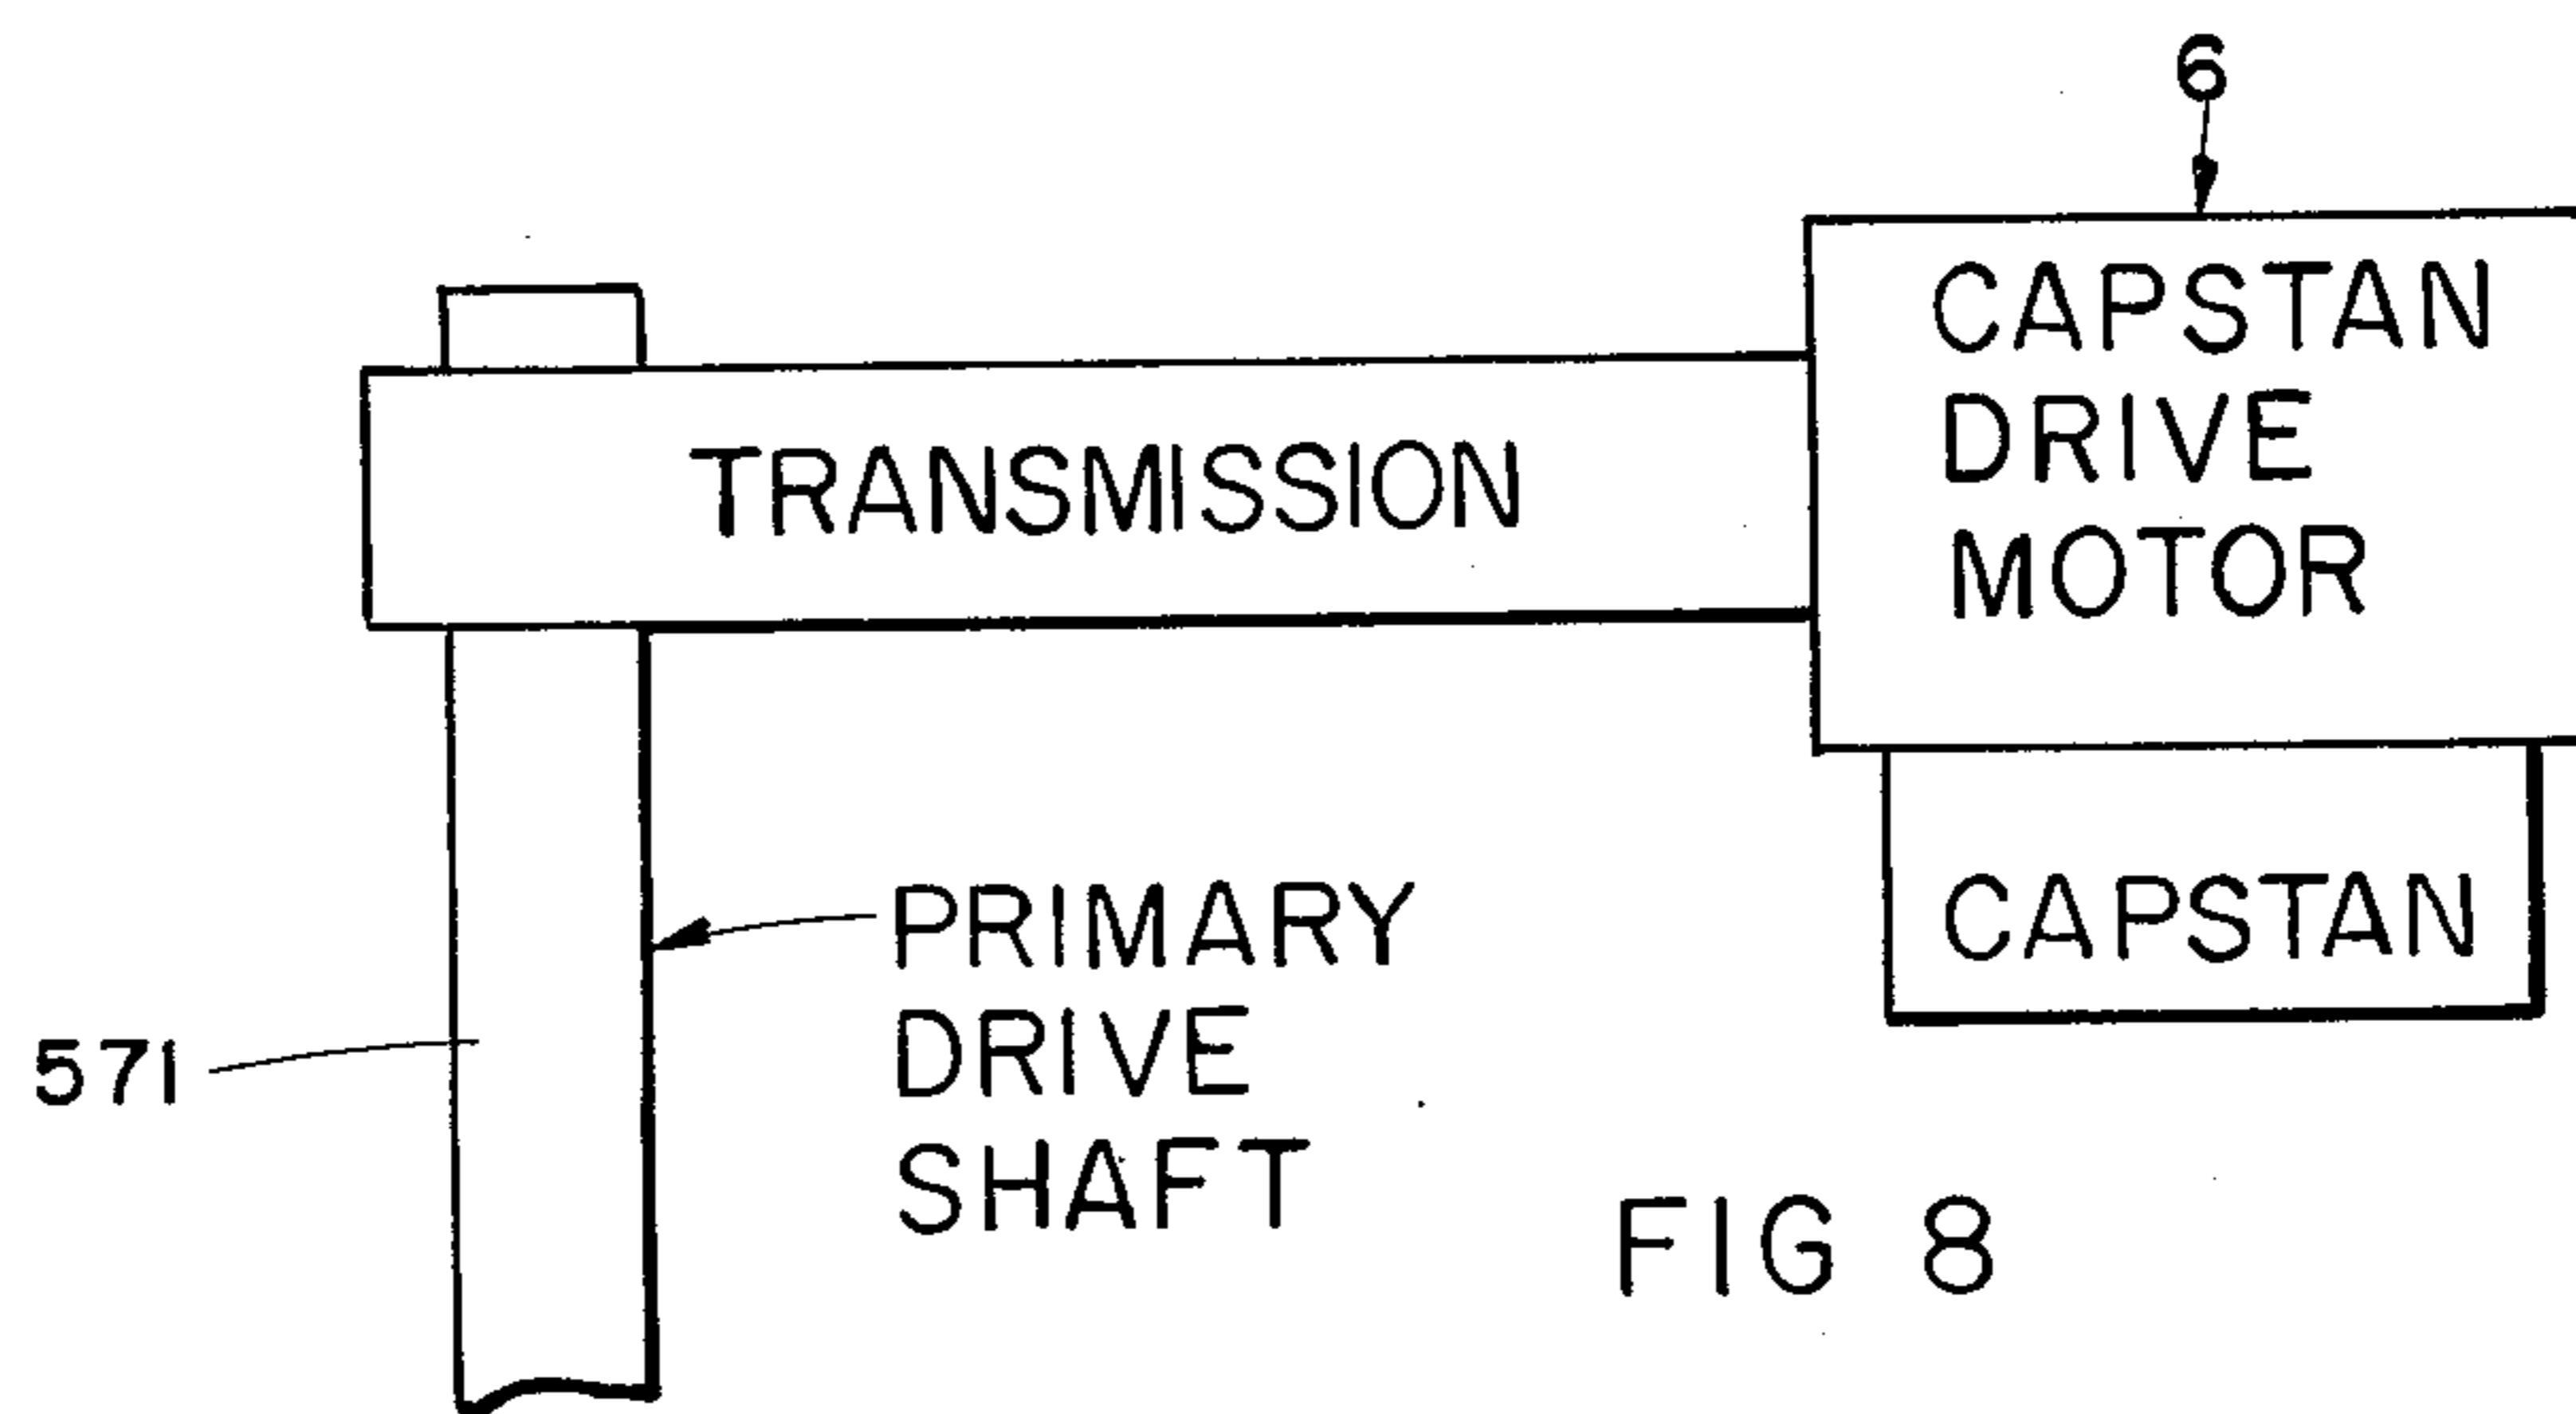 6
CAPSTAN
DRIVE
MOTOR
TRANSMISSION
PRIMARY
DRIVE
SHAFT
CAPSTAN
571
FIG 8